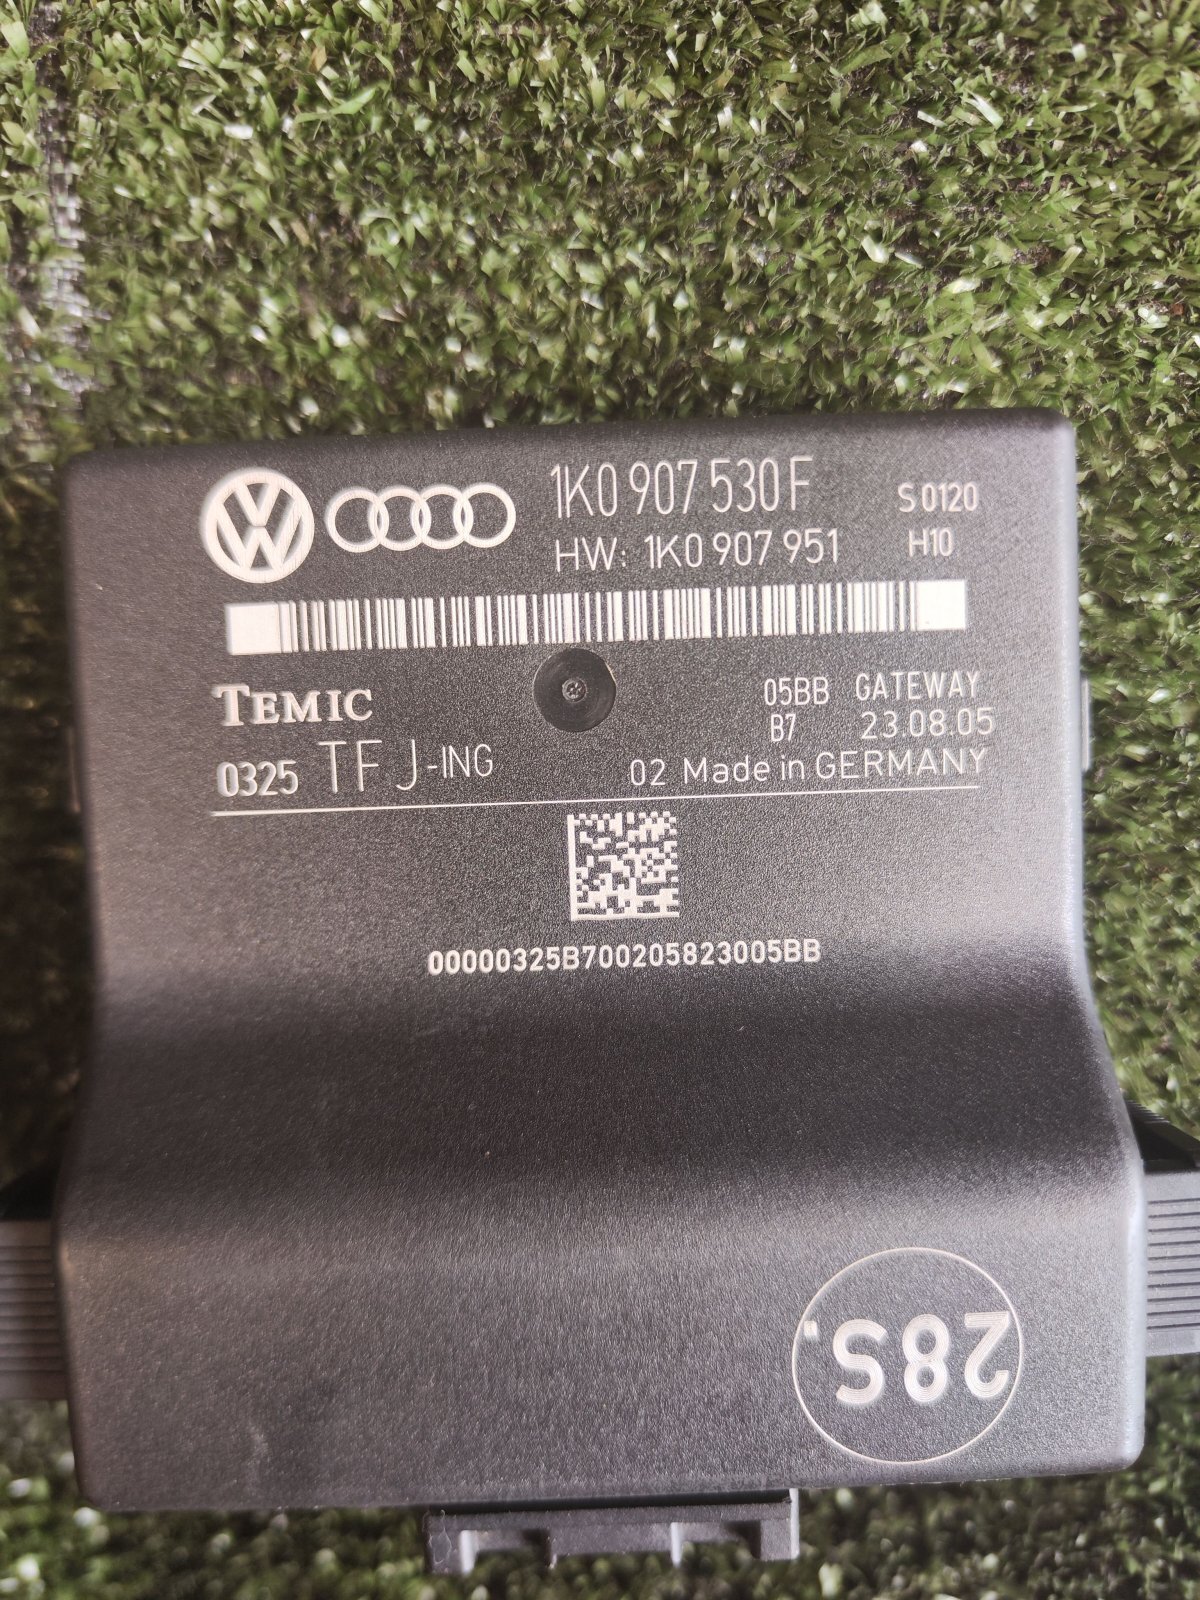 1K0 907 530 F S 0120
HW: 1K0 907 951 H10
TEMIC 05BB GATEWAY
B7 23.08.05
0325 TFJ-ING 02 Made in GERMANY
00000325B700205823005BB
28S.